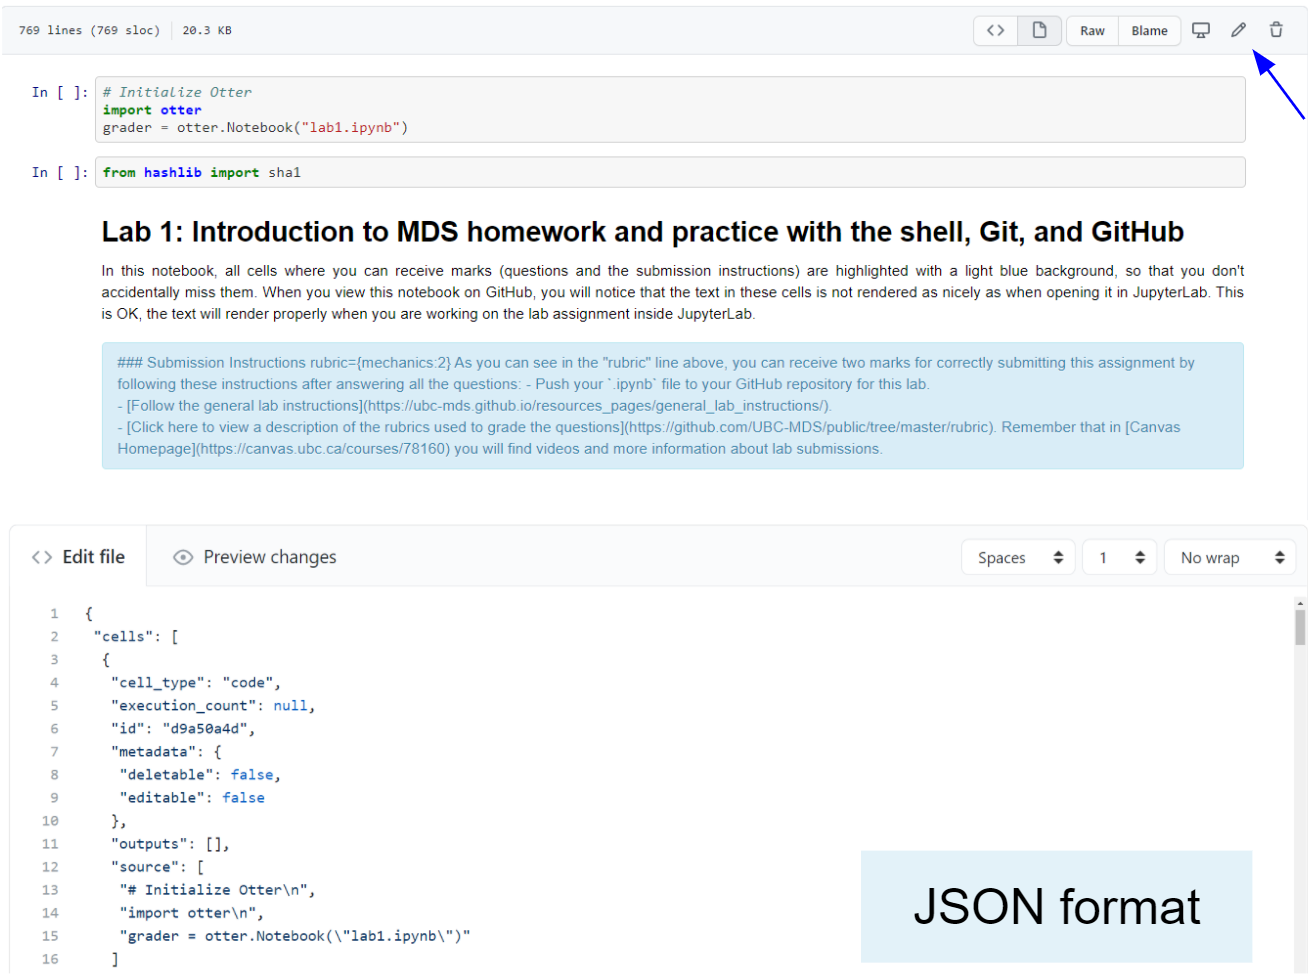 769 lines (769 sloc) 20.3 KB <> Raw Blame
In [ ]: # Initialize Otter
import otter
grader = otter.Notebook("lab1.ipynb")
In [ ]: from hashlib import sha1
Lab 1: Introduction to MDS homework and practice with the shell, Git, and GitHub
In this notebook, all cells where you can receive marks (questions and the submission instructions) are highlighted with a light blue background, so that you don't
accidentally miss them. When you view this notebook on GitHub, you will notice that the text in these cells is not rendered as nicely as when opening it in JupyterLab. This
is OK, the text will render properly when you are working on the lab assignment inside JupyterLab.
### Submission Instructions rubric={mechanics:2} As you can see in the "rubric" line above, you can receive two marks for correctly submitting this assignment by
following these instructions after answering all the questions: - Push your `.ipynb` file to your GitHub repository for this lab.
- [Follow the general lab instructions](https://ubc-mds.github.io/resources_pages/general_lab_instructions/).
- [Click here to view a description of the rubrics used to grade the questions](https://github.com/UBC-MDS/public/tree/master/rubric). Remember that in [Canvas
Homepage](https://canvas.ubc.ca/courses/78160) you will find videos and more information about lab submissions.
<> Edit file Preview changes Spaces 1 No wrap
1 {
2 "cells": [
3 {
4 "cell_type": "code",
5 "execution_count": null,
6 "id": "d9a50a4d",
7 "metadata": {
8 "deletable": false,
9 "editable": false
10 },
11 "outputs": [],
12 "source": [
13 "# Initialize Otter\n",
14 "import otter\n",
15 "grader = otter.Notebook(\"lab1.ipynb\")"
16 ]
JSON format